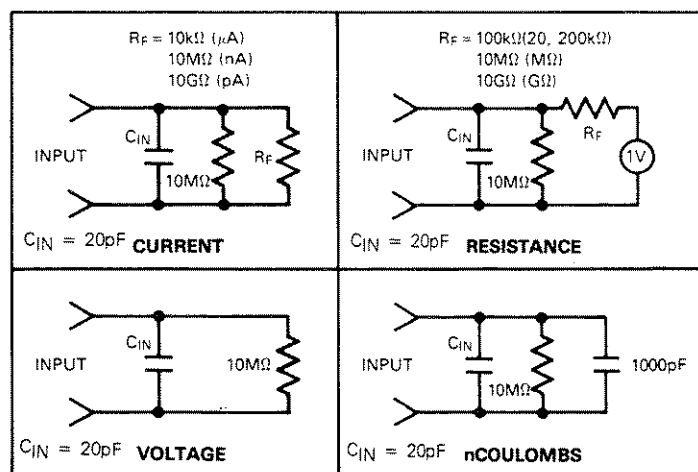 R_F = 10kΩ (μA)
10MΩ (nA)
10GΩ (pA)
C_IN
INPUT
10MΩ
R_F
C_IN = 20pF CURRENT
R_F = 100kΩ(20, 200kΩ)
10MΩ (MΩ)
10GΩ (GΩ)
C_IN
R_F
INPUT
1V
10MΩ
C_IN = 20pF RESISTANCE
C_IN
INPUT
10MΩ
C_IN = 20pF VOLTAGE
C_IN
INPUT
1000pF
10MΩ
C_IN = 20pF nCOULOMBS